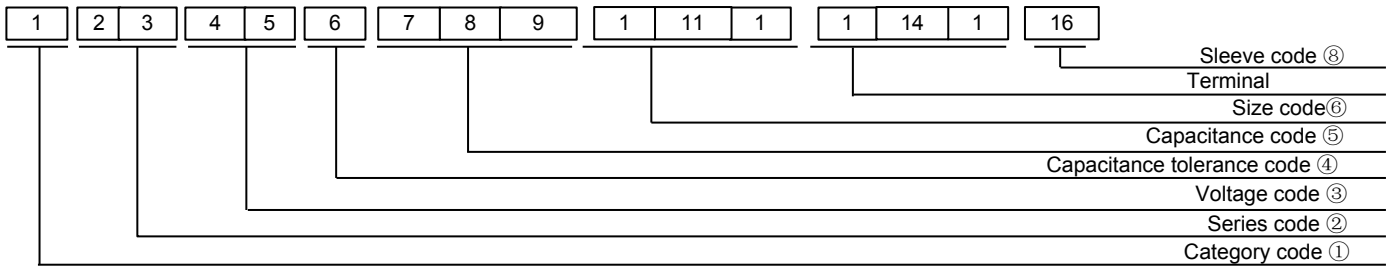 1 2 3 4 5 6 7 8 9 1 11 1 1 14 1 16
Sleeve code ⑧
Terminal
Size code⑥
Capacitance code ⑤
Capacitance tolerance code ④
Voltage code ③
Series code ②
Category code ①